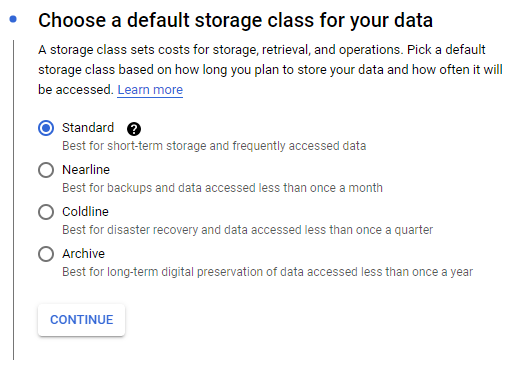 Choose a default storage class for your data
A storage class sets costs for storage, retrieval, and operations. Pick a default
storage class based on how long you plan to store your data and how often it will
be accessed. Learn more
Standard ?
Best for short-term storage and frequently accessed data
Nearline
Best for backups and data accessed less than once a month
Coldline
Best for disaster recovery and data accessed less than once a quarter
Archive
Best for long-term digital preservation of data accessed less than once a year
CONTINUE